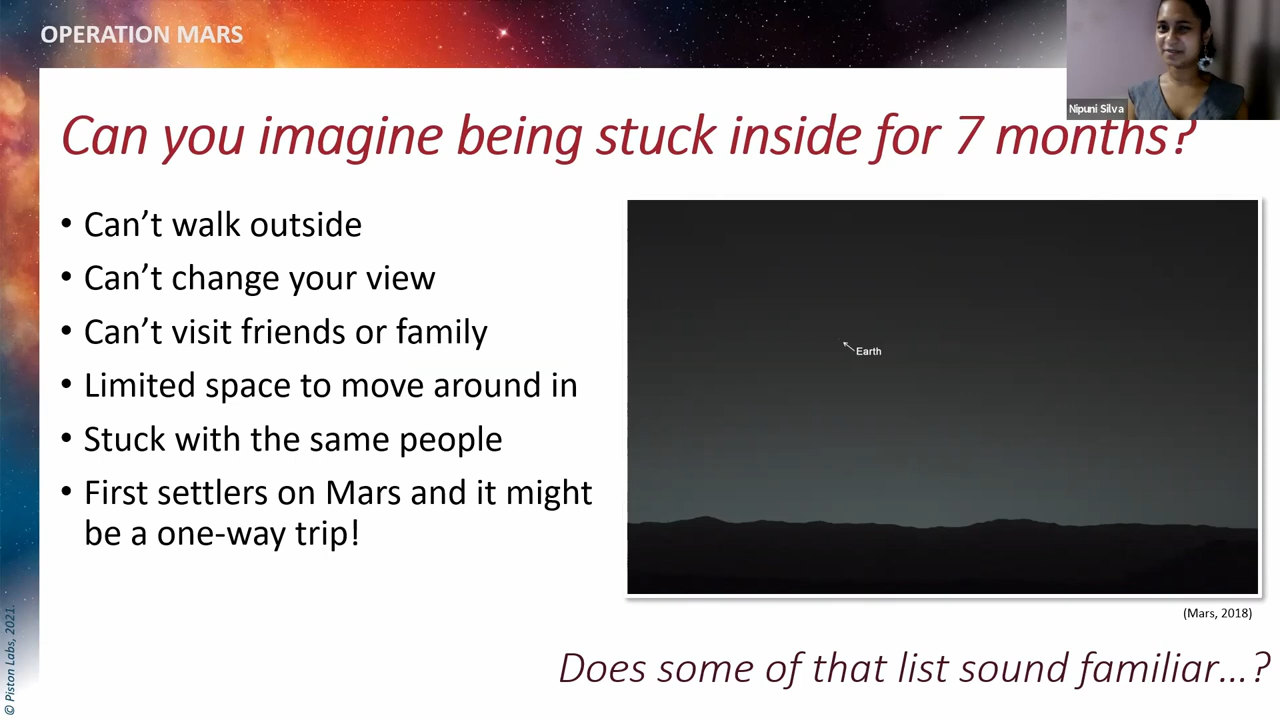 OPERATION MARS
Nipuni Silva
Can you imagine being stuck inside for 7 months?
• Can’t walk outside
• Can’t change your view
• Can’t visit friends or family
• Limited space to move around in
• Stuck with the same people
• First settlers on Mars and it might
be a one-way trip!
Earth
(Mars, 2018)
Does some of that list sound familiar…?
© Piston Labs, 2021.